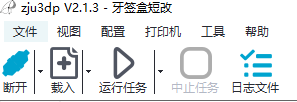 zju3dp V2.1.3 - 牙签盒短改
文件 视图 配置 打印机 工具 帮助
断开 载入 运行任务 中止任务 日志文件